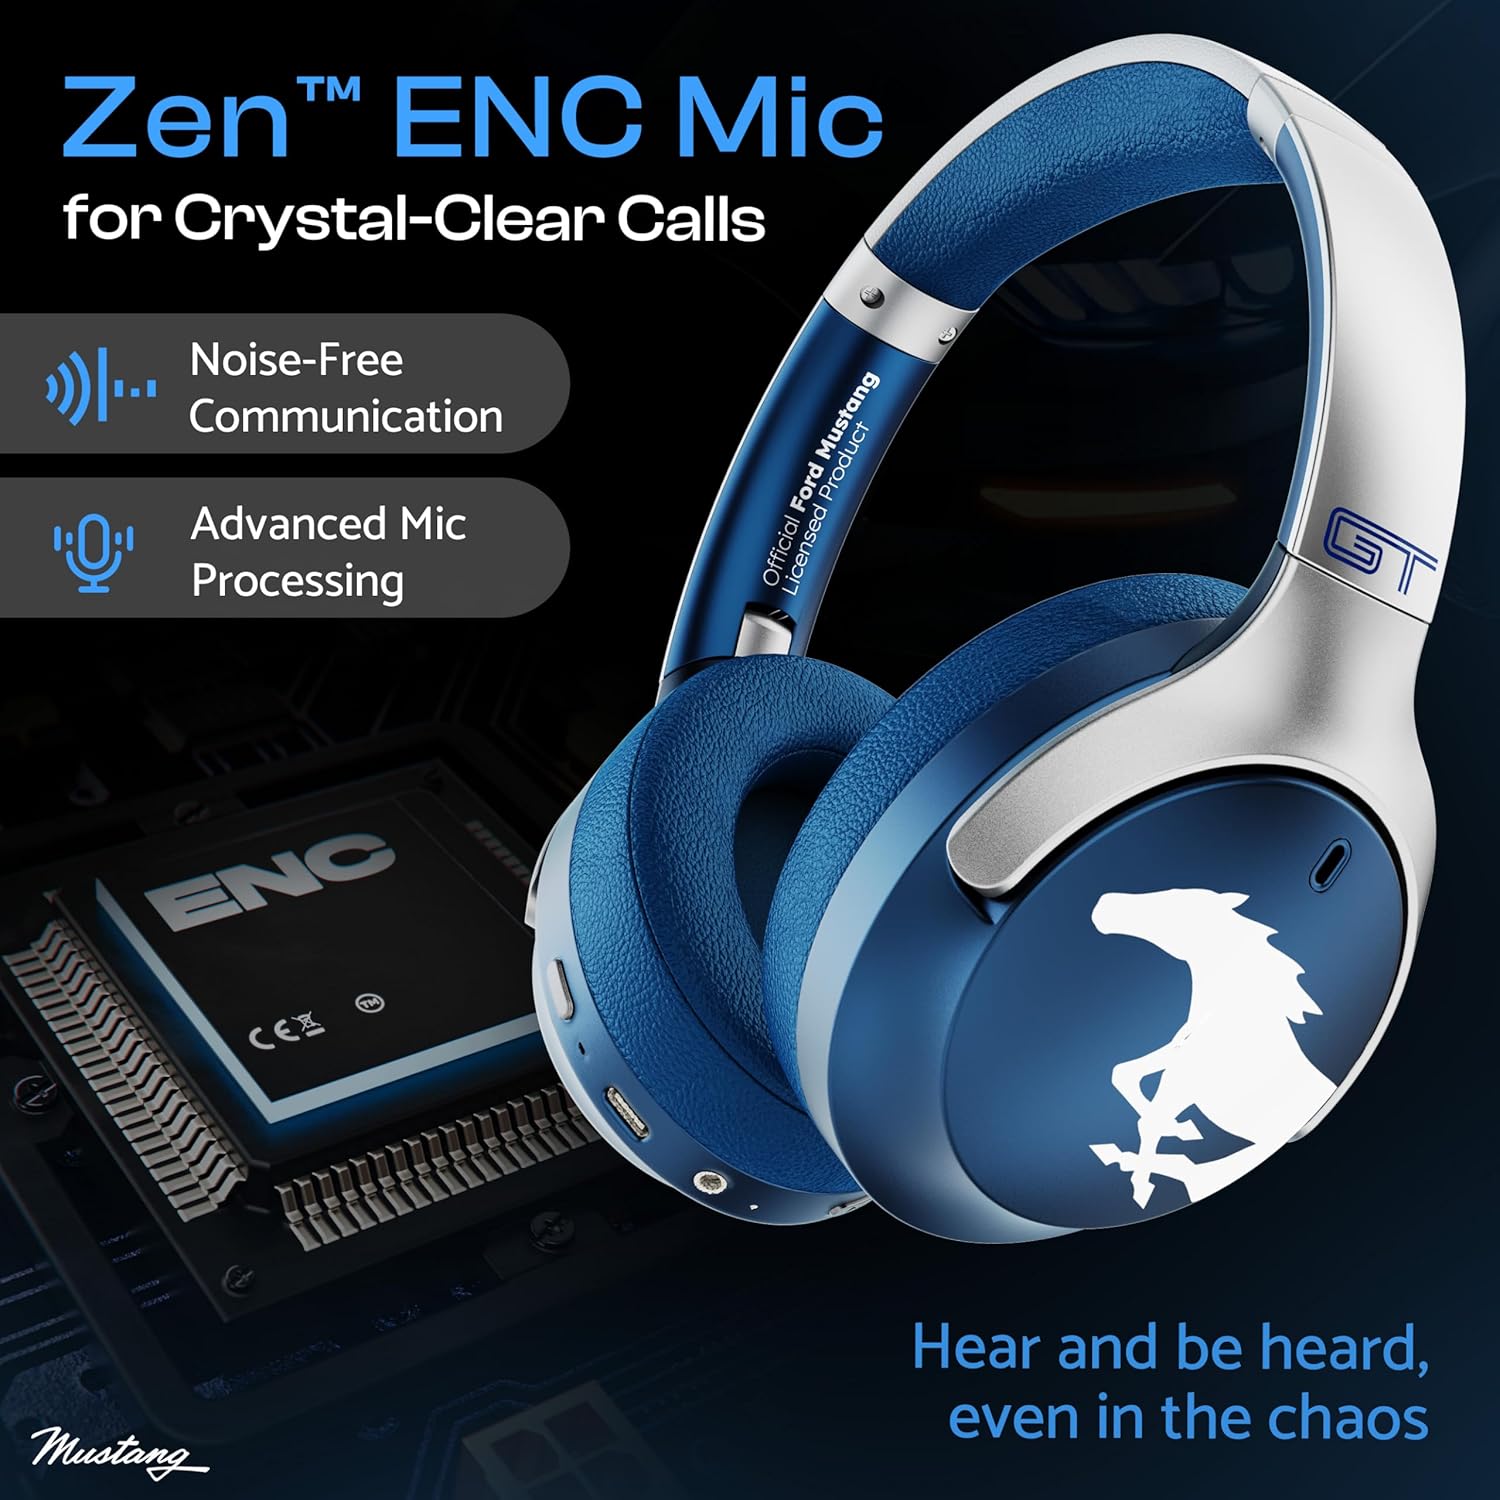 Zen™ ENC Mic
for Crystal-Clear Calls
Noise-Free
Communication
Advanced Mic
Processing
Official Ford Mustang
Licensed Product
GT
ENC
CE
TM
Hear and be heard,
even in the chaos
Mustang